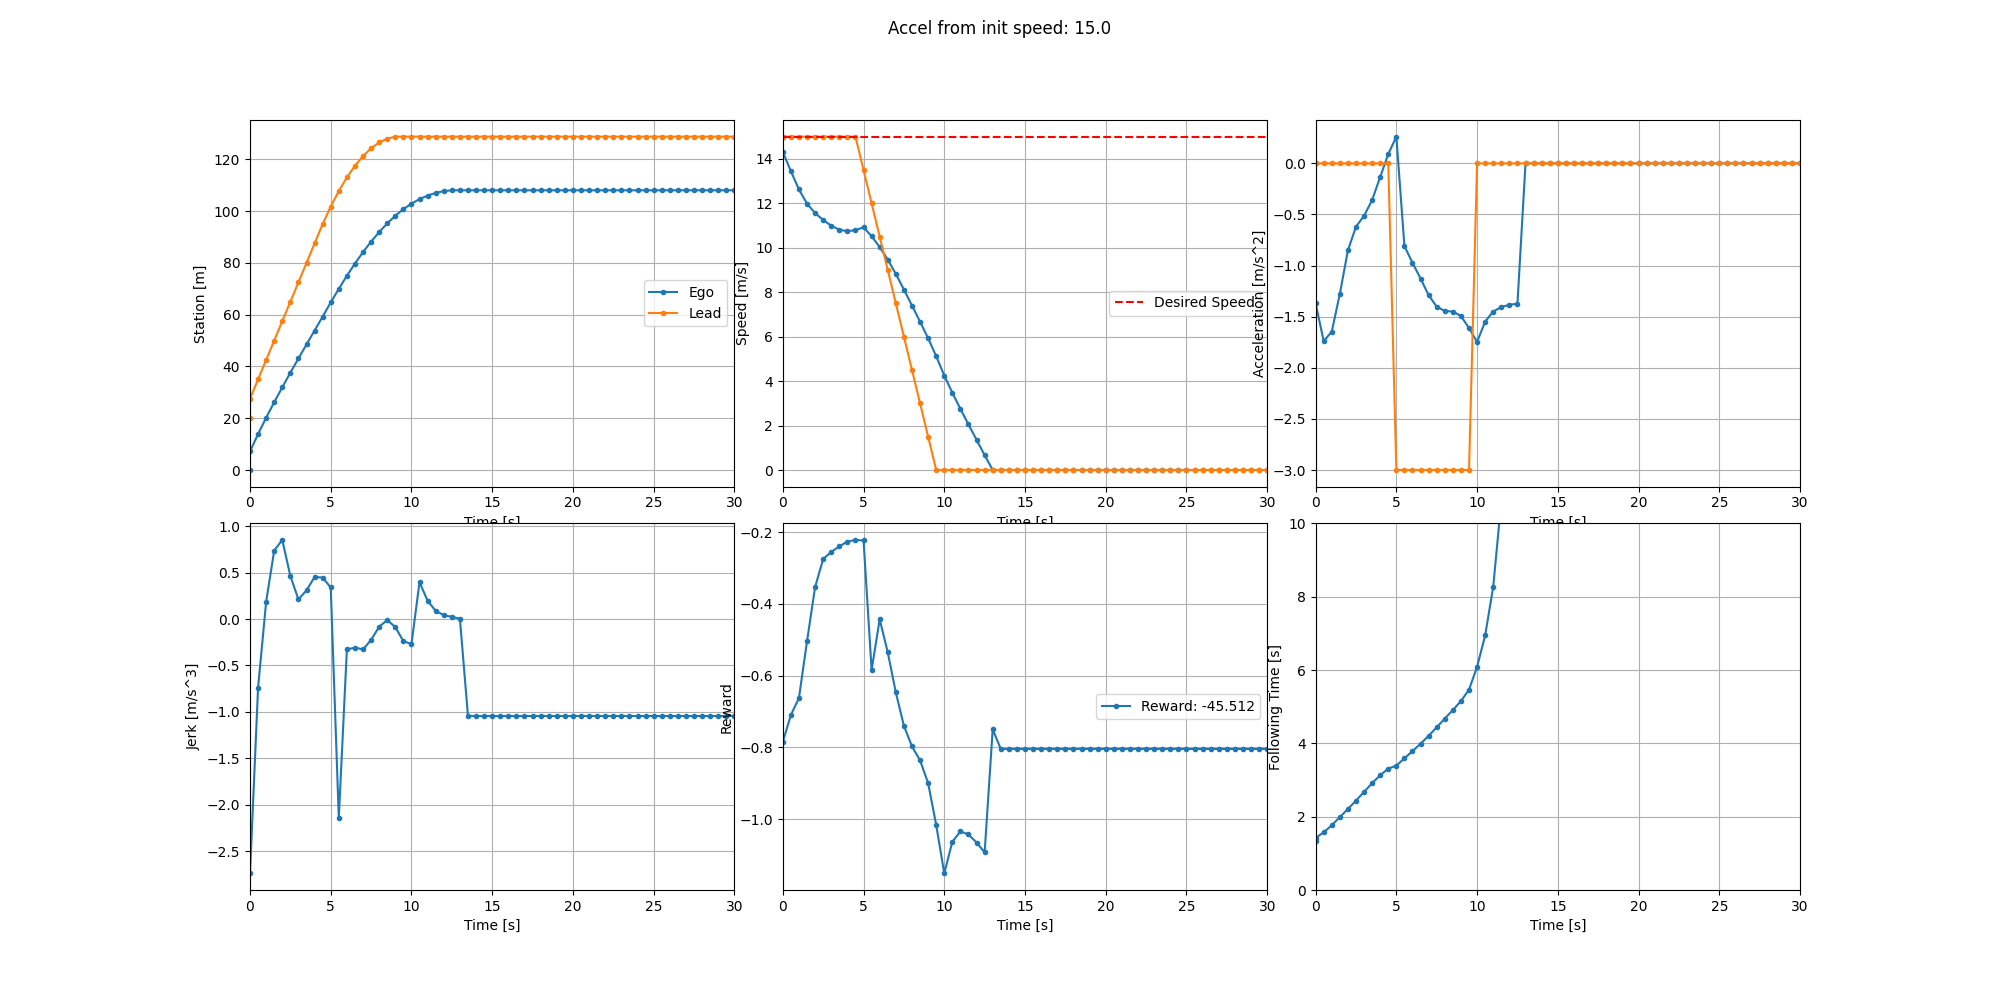 Accel from init speed: 15.0
Station [m]
120
100
80
60
40
20
0
Ego
Lead
0 5 10 15 20 25 30
Time [s]
Speed [m/s]
14
12
10
8
6
4
2
0
Desired Speed
0 5 10 15 20 25 30
Time [s]
Acceleration [m/s^2]
0.0
−0.5
−1.0
−1.5
−2.0
−2.5
−3.0
0 5 10 15 20 25 30
Time [s]
Jerk [m/s^3]
1.0
0.5
0.0
−0.5
−1.0
−1.5
−2.0
−2.5
0 5 10 15 20 25 30
Time [s]
Reward
−0.2
−0.4
−0.6
−0.8
−1.0
Reward: -45.512
0 5 10 15 20 25 30
Time [s]
Following Time [s]
10
8
6
4
2
0
0 5 10 15 20 25 30
Time [s]